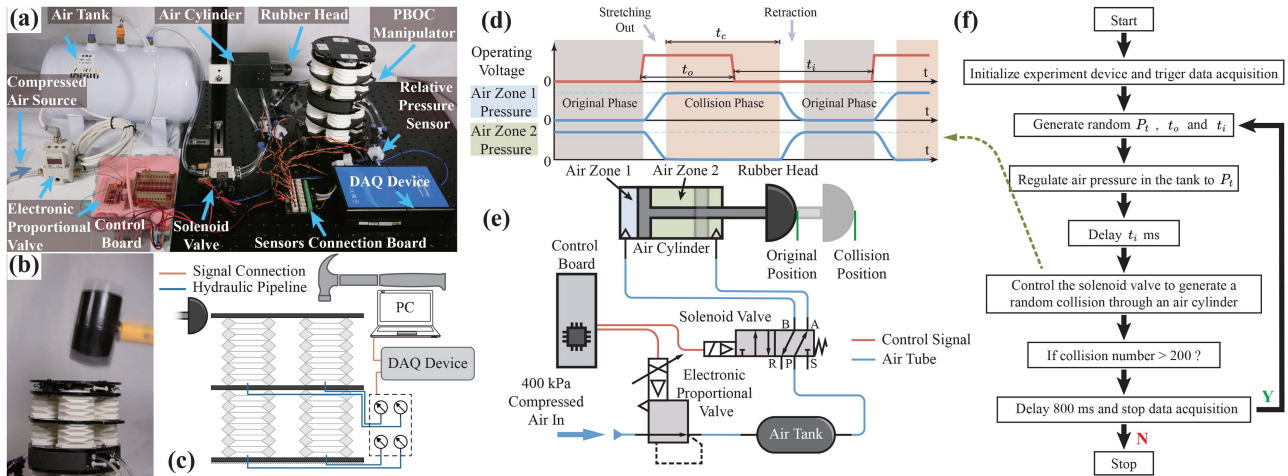 (a)
Air Tank
Air Cylinder
Rubber Head
PBOC
Manipulator
Compressed
Air Source
Relative
Pressure
Sensor
DAQ Device
Electronic
Proportional
Valve
Control
Board
Solenoid
Valve
Sensors Connection Board
(b)
(c)
Signal Connection
Hydraulic Pipeline
PC
DAQ Device
(d)
Stretching
Out
Retraction
t_c
Operating
Voltage
0
t_o
t_i
t
Air Zone 1
Pressure
Original Phase
Collision Phase
Original Phase
0
t
Air Zone 2
Pressure
0
t
(e)
Air Zone 1
Air Zone 2
Rubber Head
Air Cylinder
Original
Position
Collision
Position
Control
Board
Solenoid Valve
B
A
R
P
S
Control Signal
Air Tube
Electronic
Proportional
Valve
400 kPa
Compressed
Air In
Air Tank
(f)
Start
Initialize experiment device and triger data acquisition
Generate random P_t , t_o and t_i
Regulate air pressure in the tank to P_t
Delay t_i ms
Control the solenoid valve to generate a
random collision through an air cylinder
If collision number > 200 ?
Y
Delay 800 ms and stop data acquisition
N
Stop